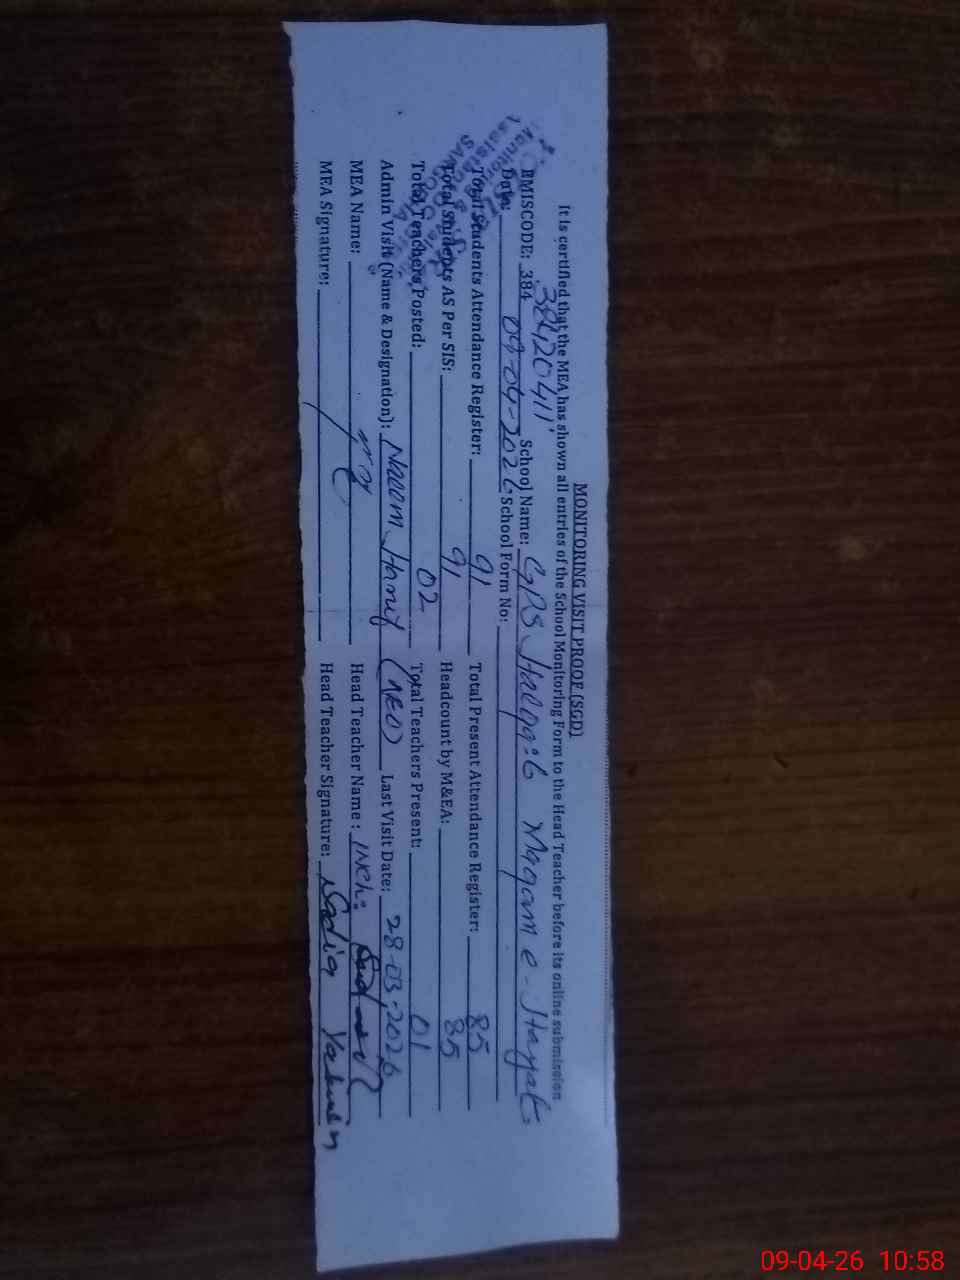 MONITORING VISIT PROOF (SGD)
It is certified that the MEA has shown all entries of the School Monitoring Form to the Head Teacher before its online submission
EMISCODE: 384 38420411 School Name: GPS Maqam e-Hayat
Date: 09-04-2026 School Form No:
Total Students Attendance Register: 91 Total Present Attendance Register: 85
Total Students AS Per SIS: 91 Headcount by M&EA: 85
Total Teachers Posted: 02 Total Teachers Present: 01
Admin Visit (Name & Designation): Naeem Hanif (AEO) Last Visit Date: 28-03-2026
MEA Name: Head Teacher Name: Inch:
MEA Signature: Head Teacher Signature: Nadia
Monitoring &
Assistant
09-04-26 10:58